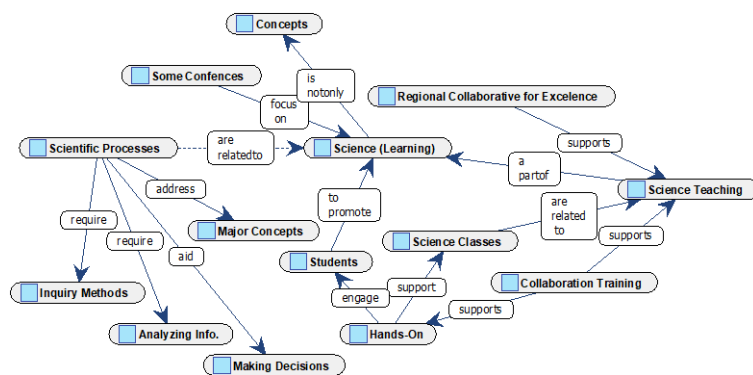 Concepts
Some Confences
is
notonly
Regional Collaborative for Excellence
focus
on
Scientific Processes
are
relatedto
Science (Learning)
supports
a
partof
Science Teaching
address
to
promote
are
related
to
require
require
Major Concepts
Science Classes
supports
aid
Students
Collaboration Training
Inquiry Methods
engage
support
supports
Analyzing Info.
Hands-On
Making Decisions